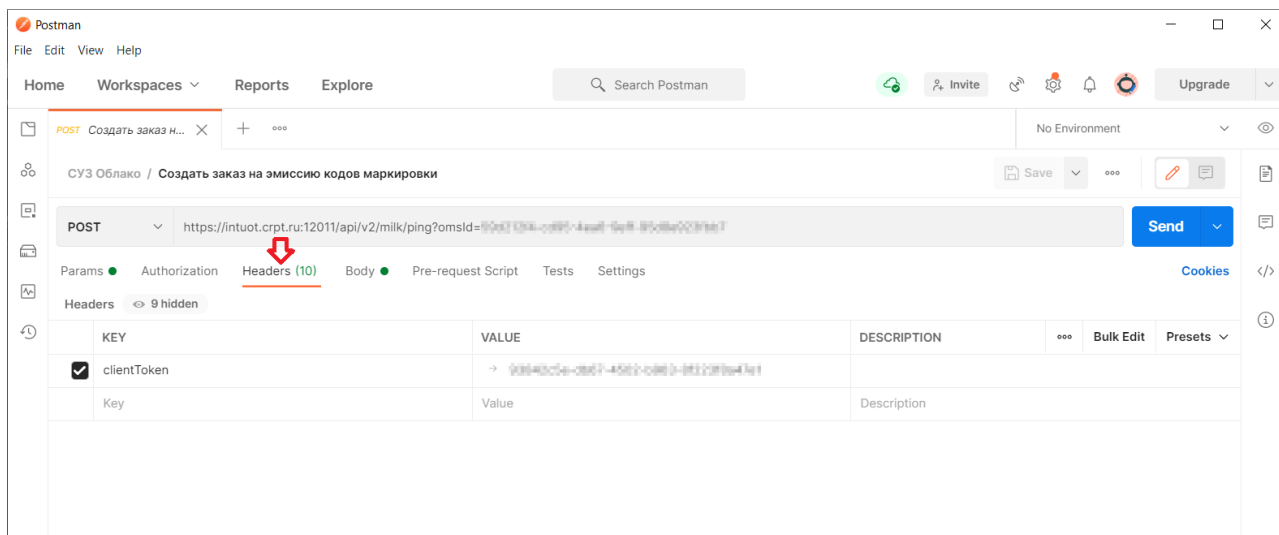 Postman
File Edit View Help
Home Workspaces Reports Explore Search Postman Invite Upgrade
POST Создать заказ н... No Environment
СУЗ Облако / Создать заказ на эмиссию кодов маркировки Save
POST https://intuot.crpt.ru:12011/api/v2/milk/ping?omsId= Send
Params Authorization Headers (10) Body Pre-request Script Tests Settings Cookies
Headers 9 hidden
KEY VALUE DESCRIPTION Bulk Edit Presets
clientToken
Key Value Description